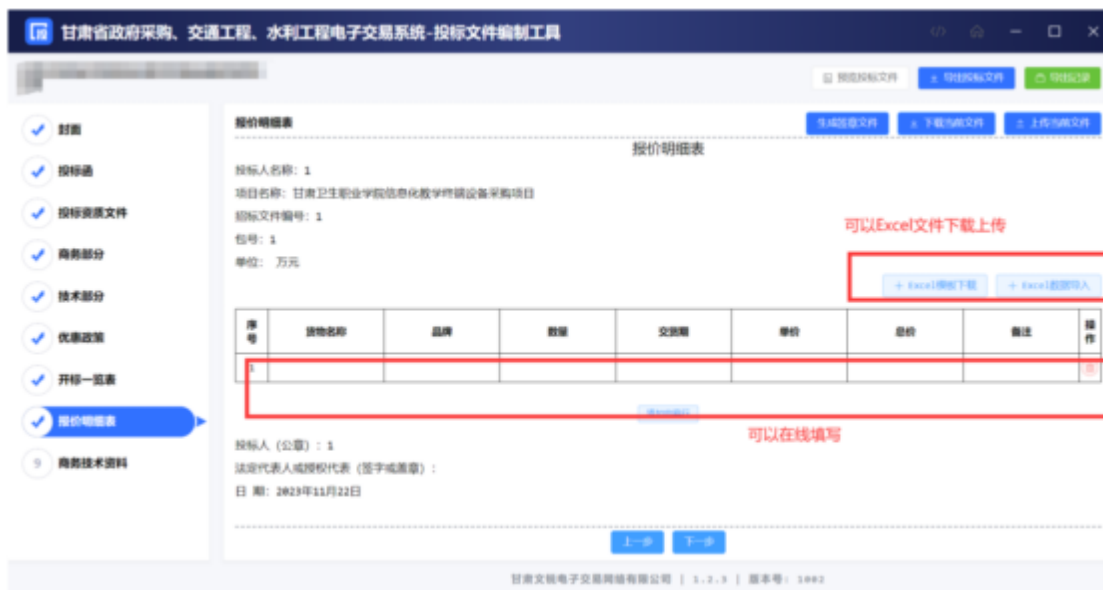 甘肃省政府采购、交通工程、水利工程电子交易系统-投标文件编制工具
预览投标文件 导出投标文件 导出记录
封面
投标函
投标资质文件
商务部分
技术部分
优惠政策
开标一览表
报价明细表
9 商务技术资料
报价明细表
生成签章文件 下载当前文件 上传当前文件
报价明细表
投标人名称：1
项目名称：甘肃卫生职业学院信息化教学终端设备采购项目
招标文件编号：1
包号：1
单位： 万元
可以Excel文件下载上传
+ Excel模板下载 + Excel数据导入
序号 货物名称 品牌 数量 交货期 单价 总价 备注 操作
1
可以在线填写
投标人（公章）：1
法定代表人或授权代表（签字或盖章）：
日 期：2023年11月22日
上一步 下一步
甘肃文锐电子交易网络有限公司 | 1.2.3 | 版本号：1002